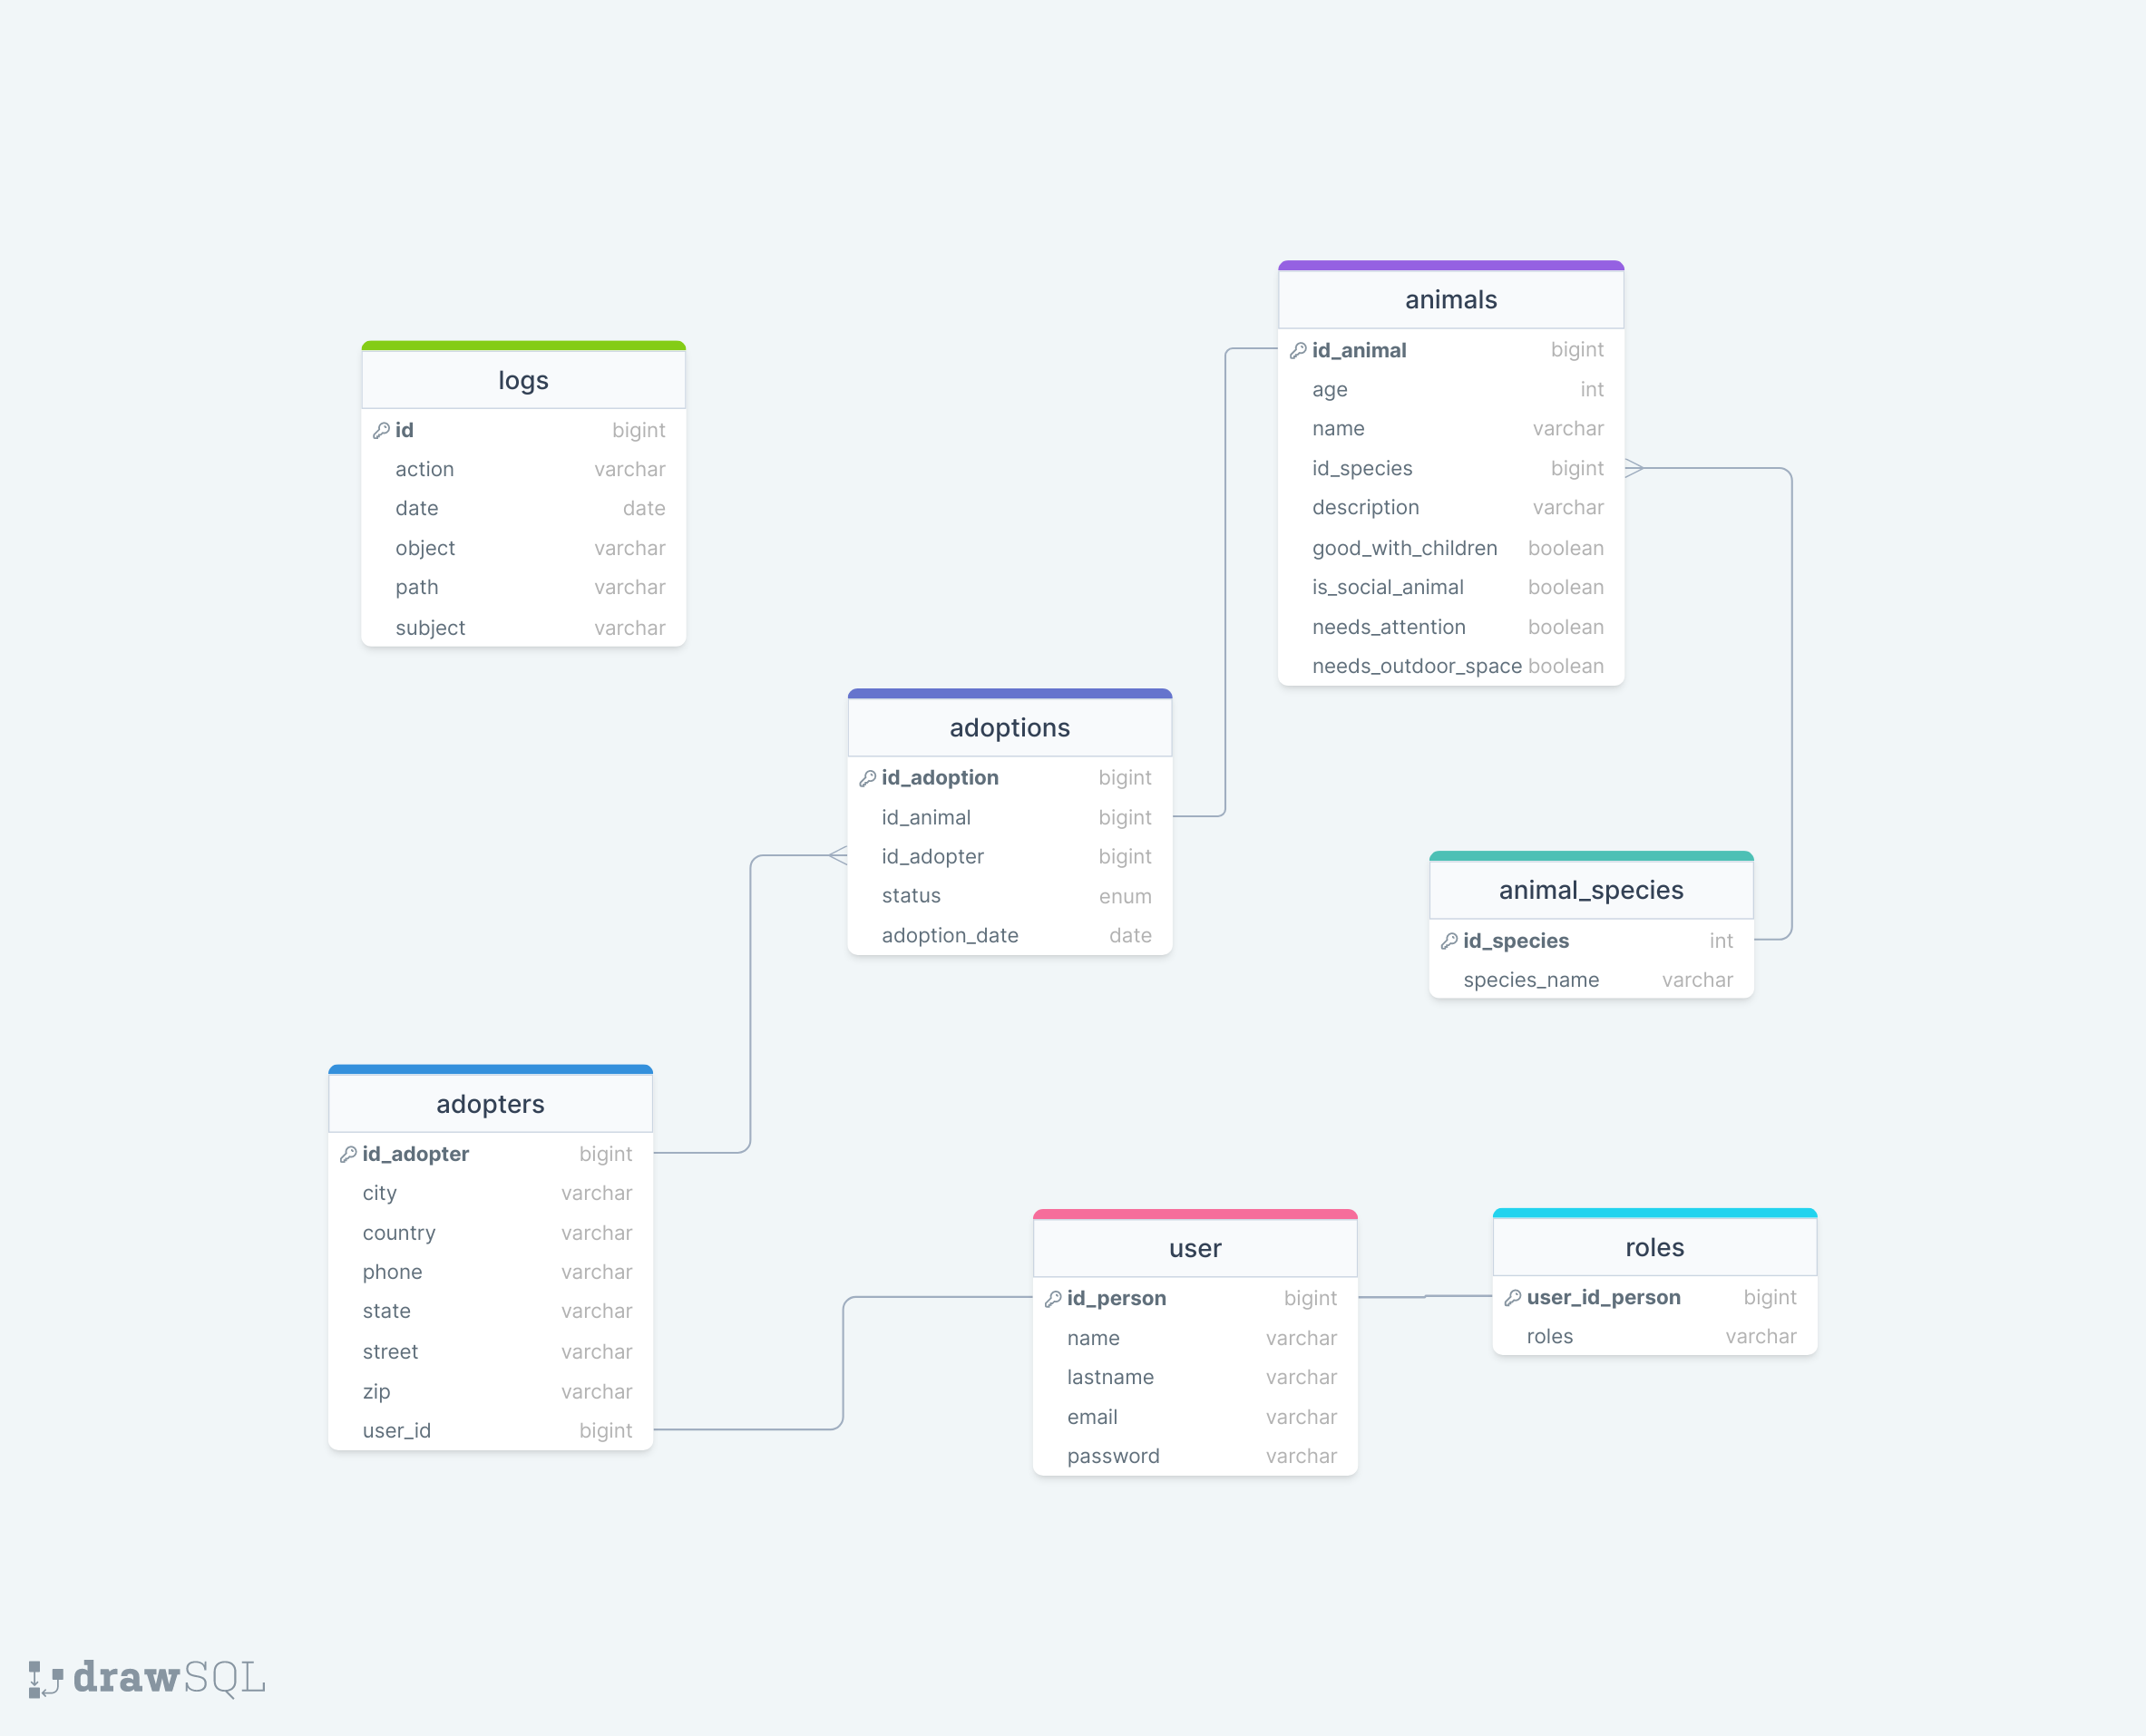 animals
id_animal bigint
age int
name varchar
id_species bigint
description varchar
good_with_children boolean
is_social_animal boolean
needs_attention boolean
needs_outdoor_space boolean
logs
id bigint
action varchar
date date
object varchar
path varchar
subject varchar
adoptions
id_adoption bigint
id_animal bigint
id_adopter bigint
status enum
adoption_date date
animal_species
id_species int
species_name varchar
adopters
id_adopter bigint
city varchar
country varchar
phone varchar
state varchar
street varchar
zip varchar
user_id bigint
user
id_person bigint
name varchar
lastname varchar
email varchar
password varchar
roles
user_id_person bigint
roles varchar
drawSQL